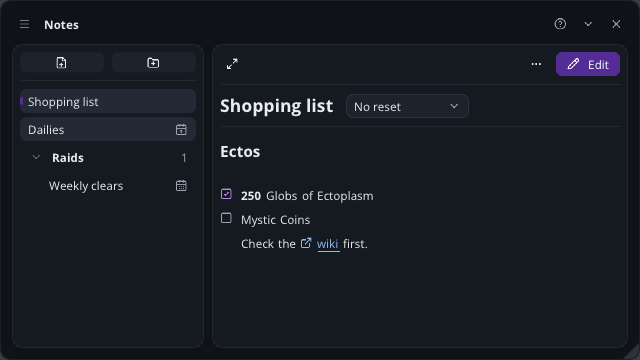 Notes
Edit
Shopping list
Dailies
Raids 1
Weekly clears
Shopping list No reset
Ectos
250 Globs of Ectoplasm
Mystic Coins
Check the wiki first.